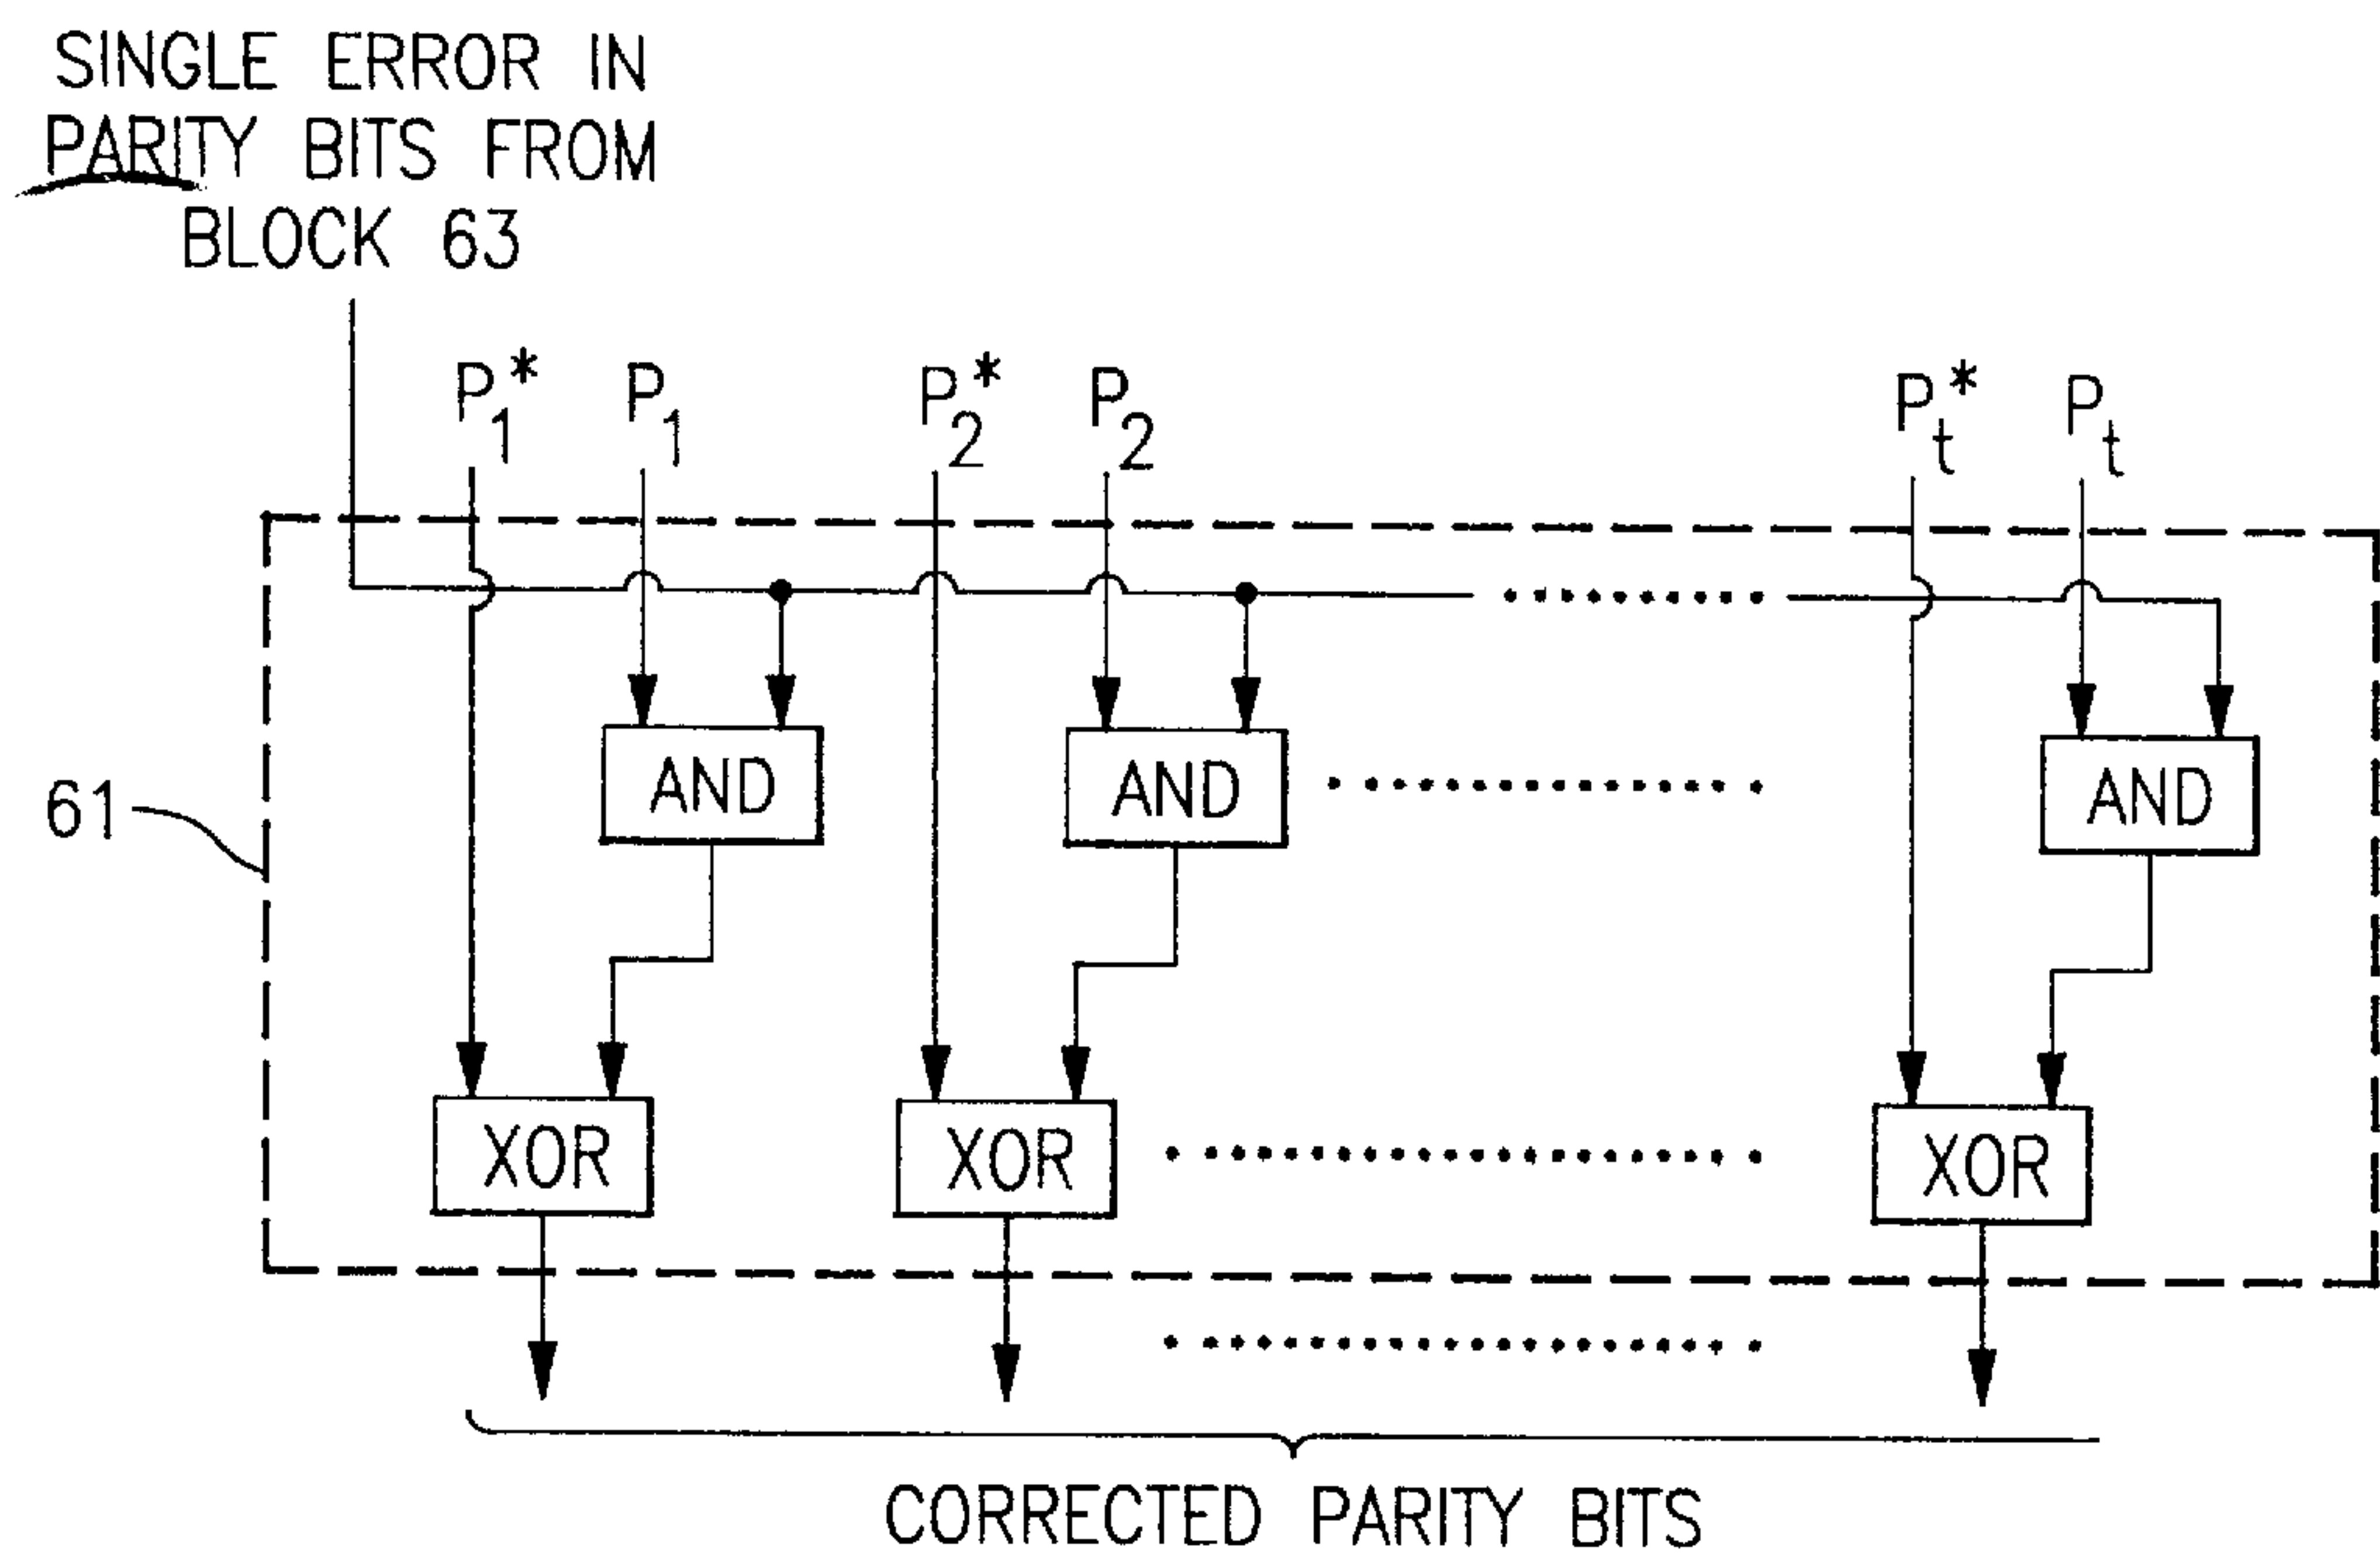 SINGLE ERROR IN
PARITY BITS FROM
BLOCK 63
P1* P1 P2* P2 Pt* Pt
61
AND AND AND
XOR XOR XOR
CORRECTED PARITY BITS